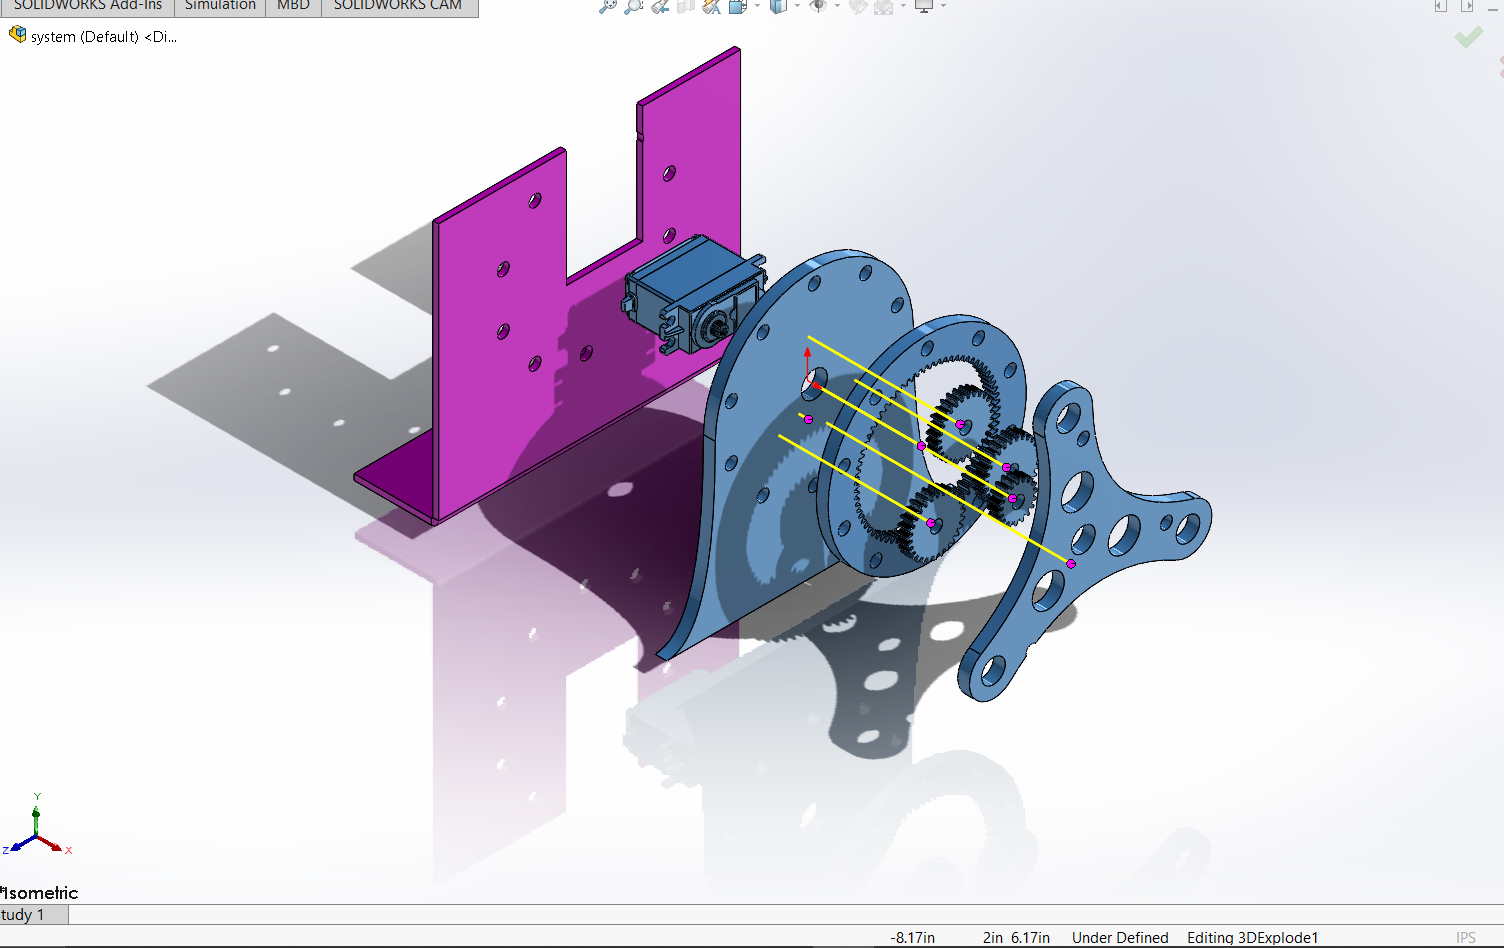 SOLIDWORKS Add-Ins Simulation MBD SOLIDWORKS CAM
system (Default) <Di...
Y
Z X
*Isometric
tudy 1
-8.17in 2in 6.17in Under Defined Editing 3DExplode1 IPS